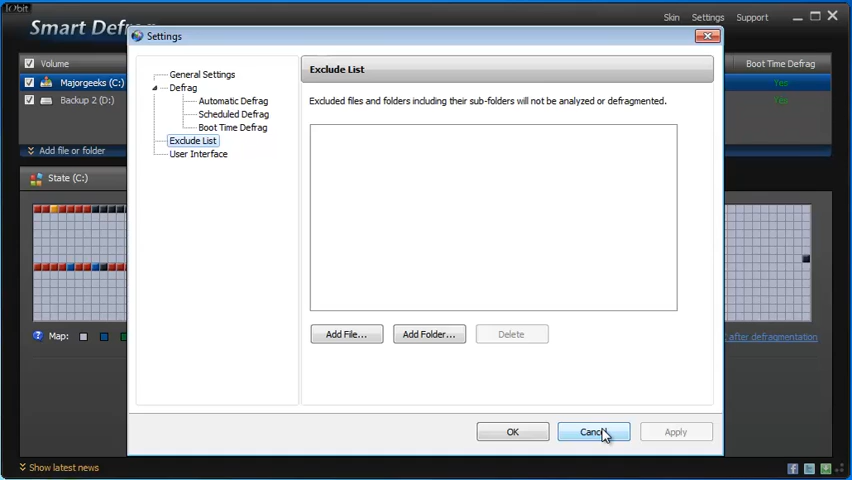 IObit
Smart Defrag
Skin Settings Support
Settings
General Settings
Defrag
Automatic Defrag
Scheduled Defrag
Boot Time Defrag
Exclude List
User Interface
Exclude List
Excluded files and folders including their sub-folders will not be analyzed or defragmented.
Add File... Add Folder... Delete
OK Cancel Apply
Volume
Boot Time Defrag
Majorgeeks (C:)
Yes
Backup 2 (D:)
Yes
Add file or folder
State (C:)
Map:
after defragmentation
Show latest news